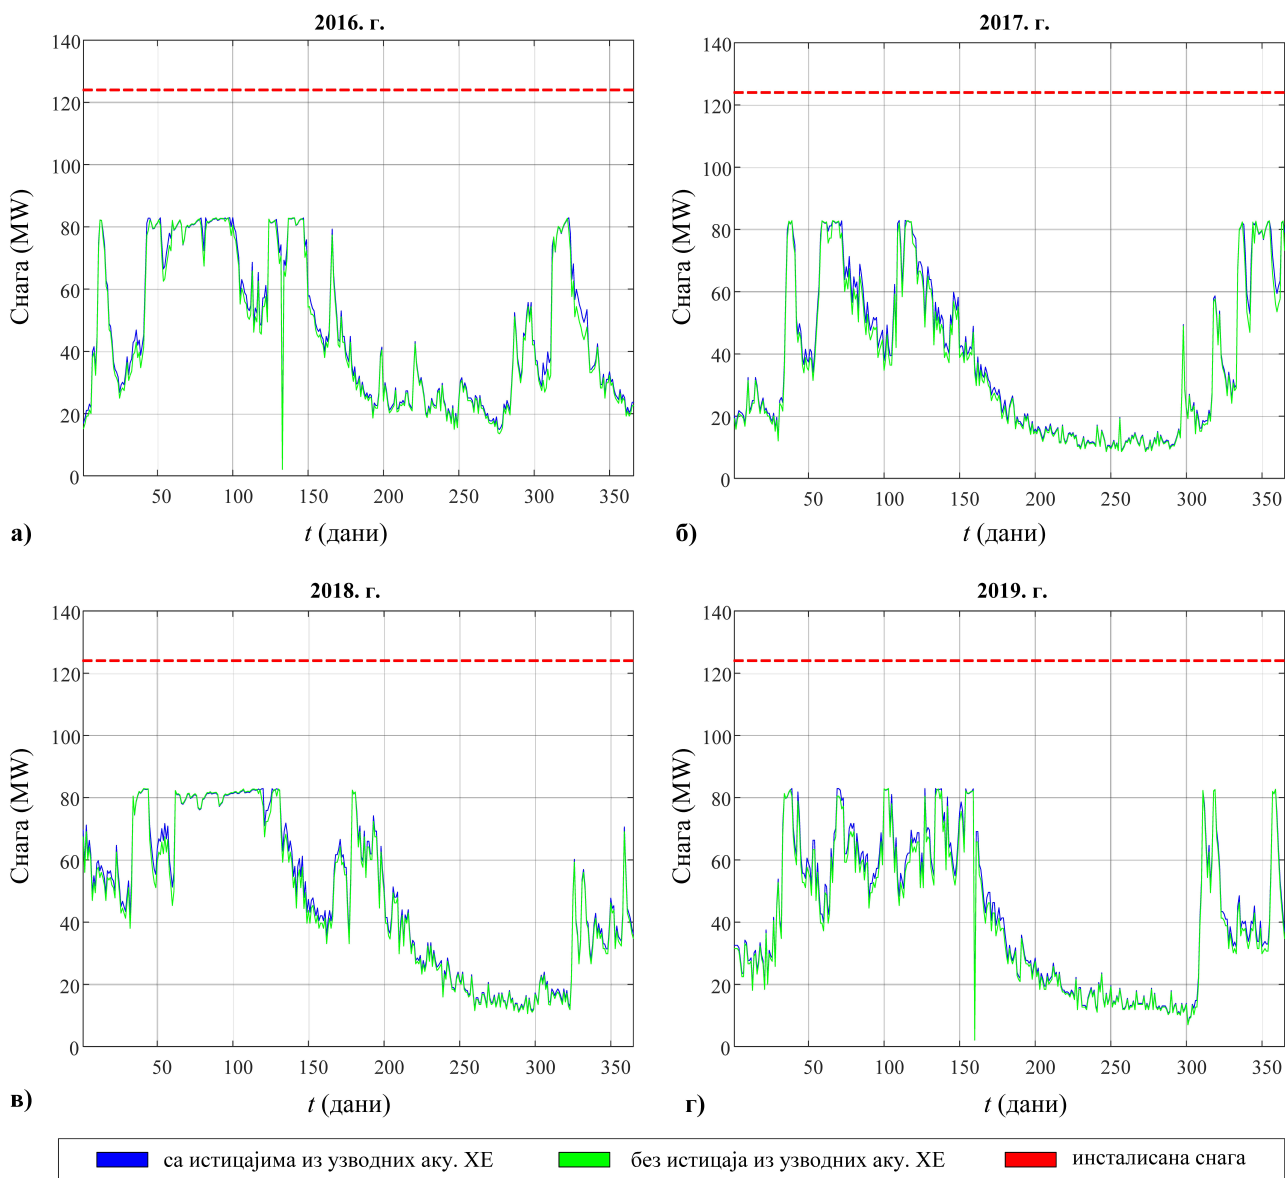 2016. г.
140
120
100
80
60
40
20
0
Снага (MW)
50 100 150 200 250 300 350
а)
t (дани)
2017. г.
140
120
100
80
60
40
20
0
Снага (MW)
50 100 150 200 250 300 350
б)
t (дани)
2018. г.
140
120
100
80
60
40
20
0
Снага (MW)
50 100 150 200 250 300 350
в)
t (дани)
2019. г.
140
120
100
80
60
40
20
0
Снага (MW)
50 100 150 200 250 300 350
г)
t (дани)
са истицајима из узводних аку. ХЕ без истицаја из узводних аку. ХЕ инсталисана снага